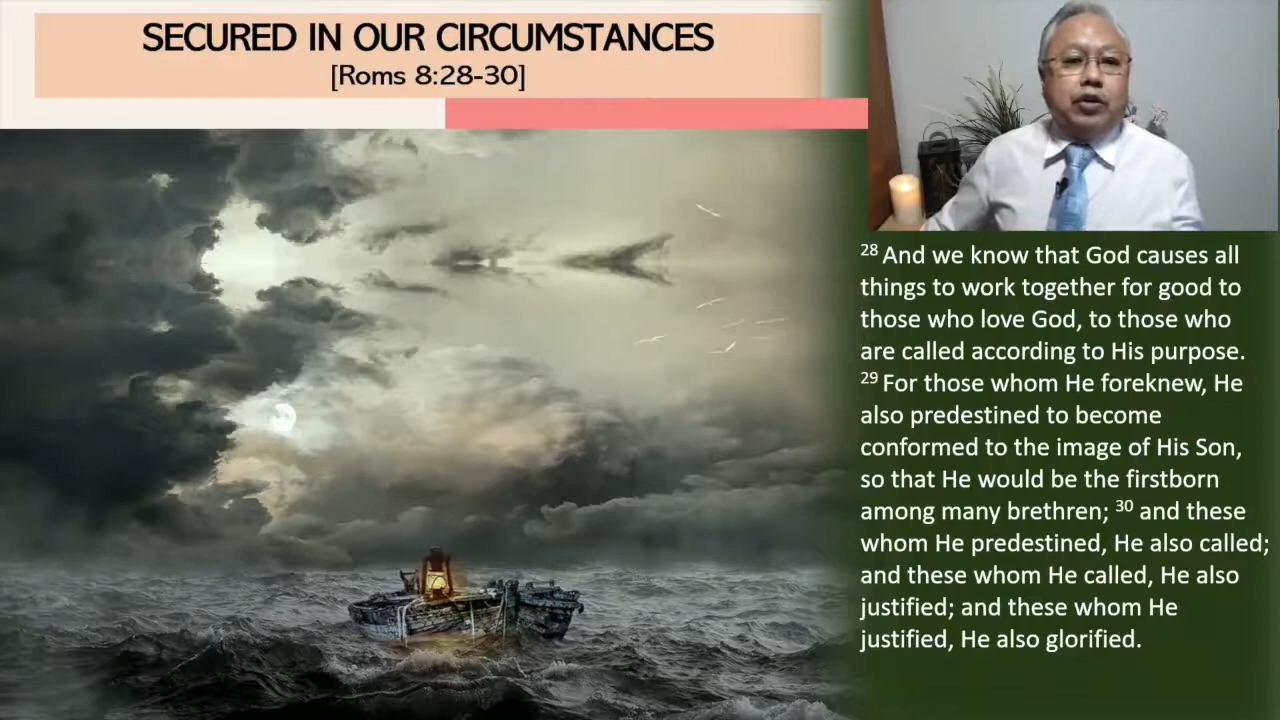 SECURED IN OUR CIRCUMSTANCES
[Roms 8:28-30]
28 And we know that God causes all
things to work together for good to
those who love God, to those who
are called according to His purpose.
29 For those whom He foreknew, He
also predestined to become
conformed to the image of His Son,
so that He would be the firstborn
among many brethren; 30 and these
whom He predestined, He also called;
and these whom He called, He also
justified; and these whom He
justified, He also glorified.